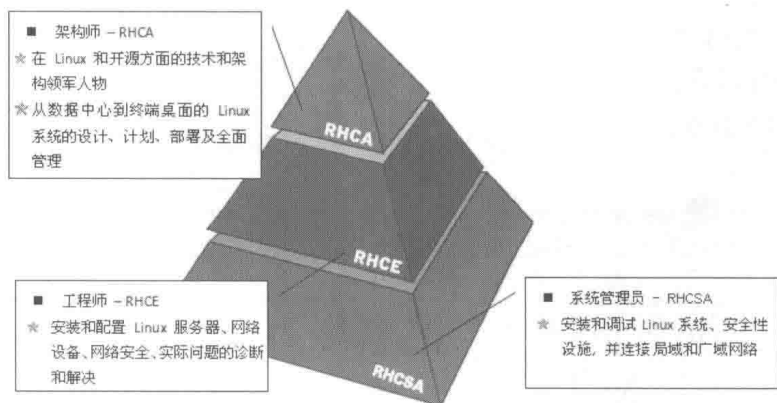 ■ 架构师 – RHCA
☆ 在 Linux 和开源方面的技术和架
构领军人物
☆ 从数据中心到终端桌面的 Linux
系统的设计、计划、部署及全面
管理
RHCA
RHCE
■ 工程师 – RHCE
☆ 安装和配置 Linux 服务器、网络
设备、网络安全、实际问题的诊断
和解决
■ 系统管理员 – RHCSA
☆ 安装和调试 Linux 系统、安全性
设施, 并连接局域和广域网络
RHCSA